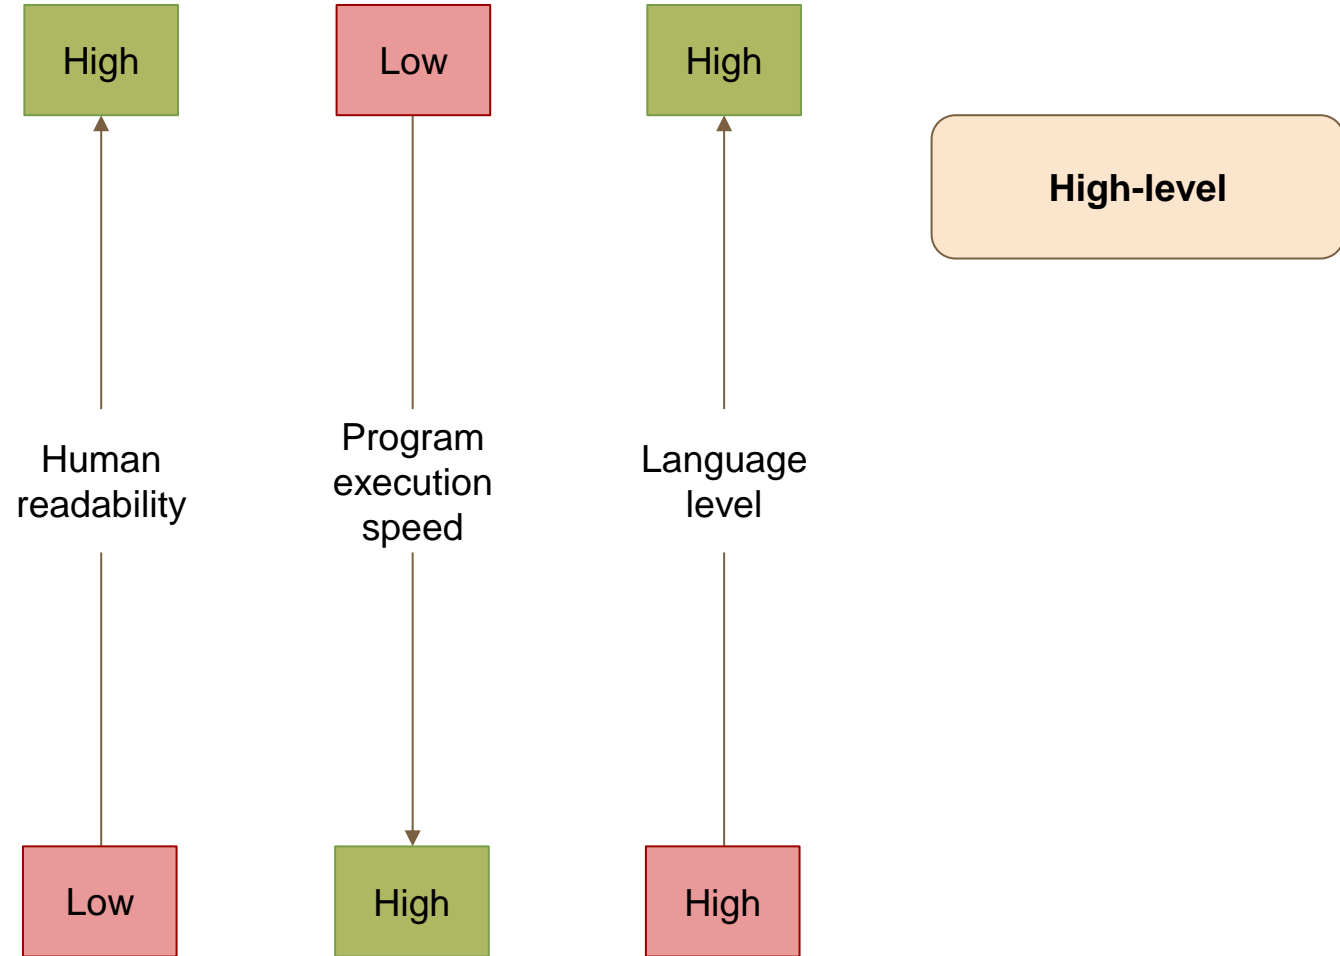 High
Low
High
High-level
Human
readability
Program
execution
speed
Language
level
Low
High
High